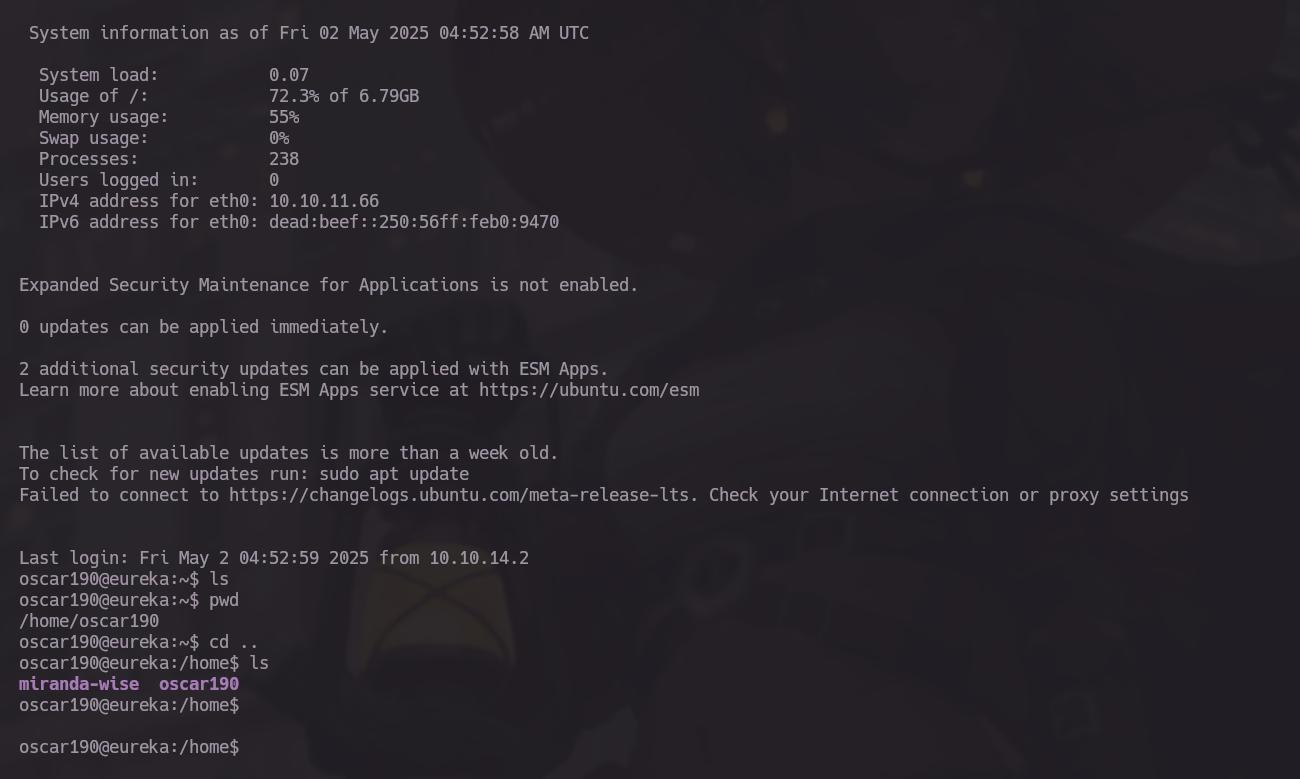 System information as of Fri 02 May 2025 04:52:58 AM UTC
System load: 0.07
Usage of /: 72.3% of 6.79GB
Memory usage: 55%
Swap usage: 0%
Processes: 238
Users logged in: 0
IPv4 address for eth0: 10.10.11.66
IPv6 address for eth0: dead:beef::250:56ff:feb0:9470
Expanded Security Maintenance for Applications is not enabled.
0 updates can be applied immediately.
2 additional security updates can be applied with ESM Apps.
Learn more about enabling ESM Apps service at https://ubuntu.com/esm
The list of available updates is more than a week old.
To check for new updates run: sudo apt update
Failed to connect to https://changelogs.ubuntu.com/meta-release-lts. Check your Internet connection or proxy settings
Last login: Fri May 2 04:52:59 2025 from 10.10.14.2
oscar190@eureka:~$ ls
oscar190@eureka:~$ pwd
/home/oscar190
oscar190@eureka:~$ cd ..
oscar190@eureka:/home$ ls
miranda-wise  oscar190
oscar190@eureka:/home$
oscar190@eureka:/home$